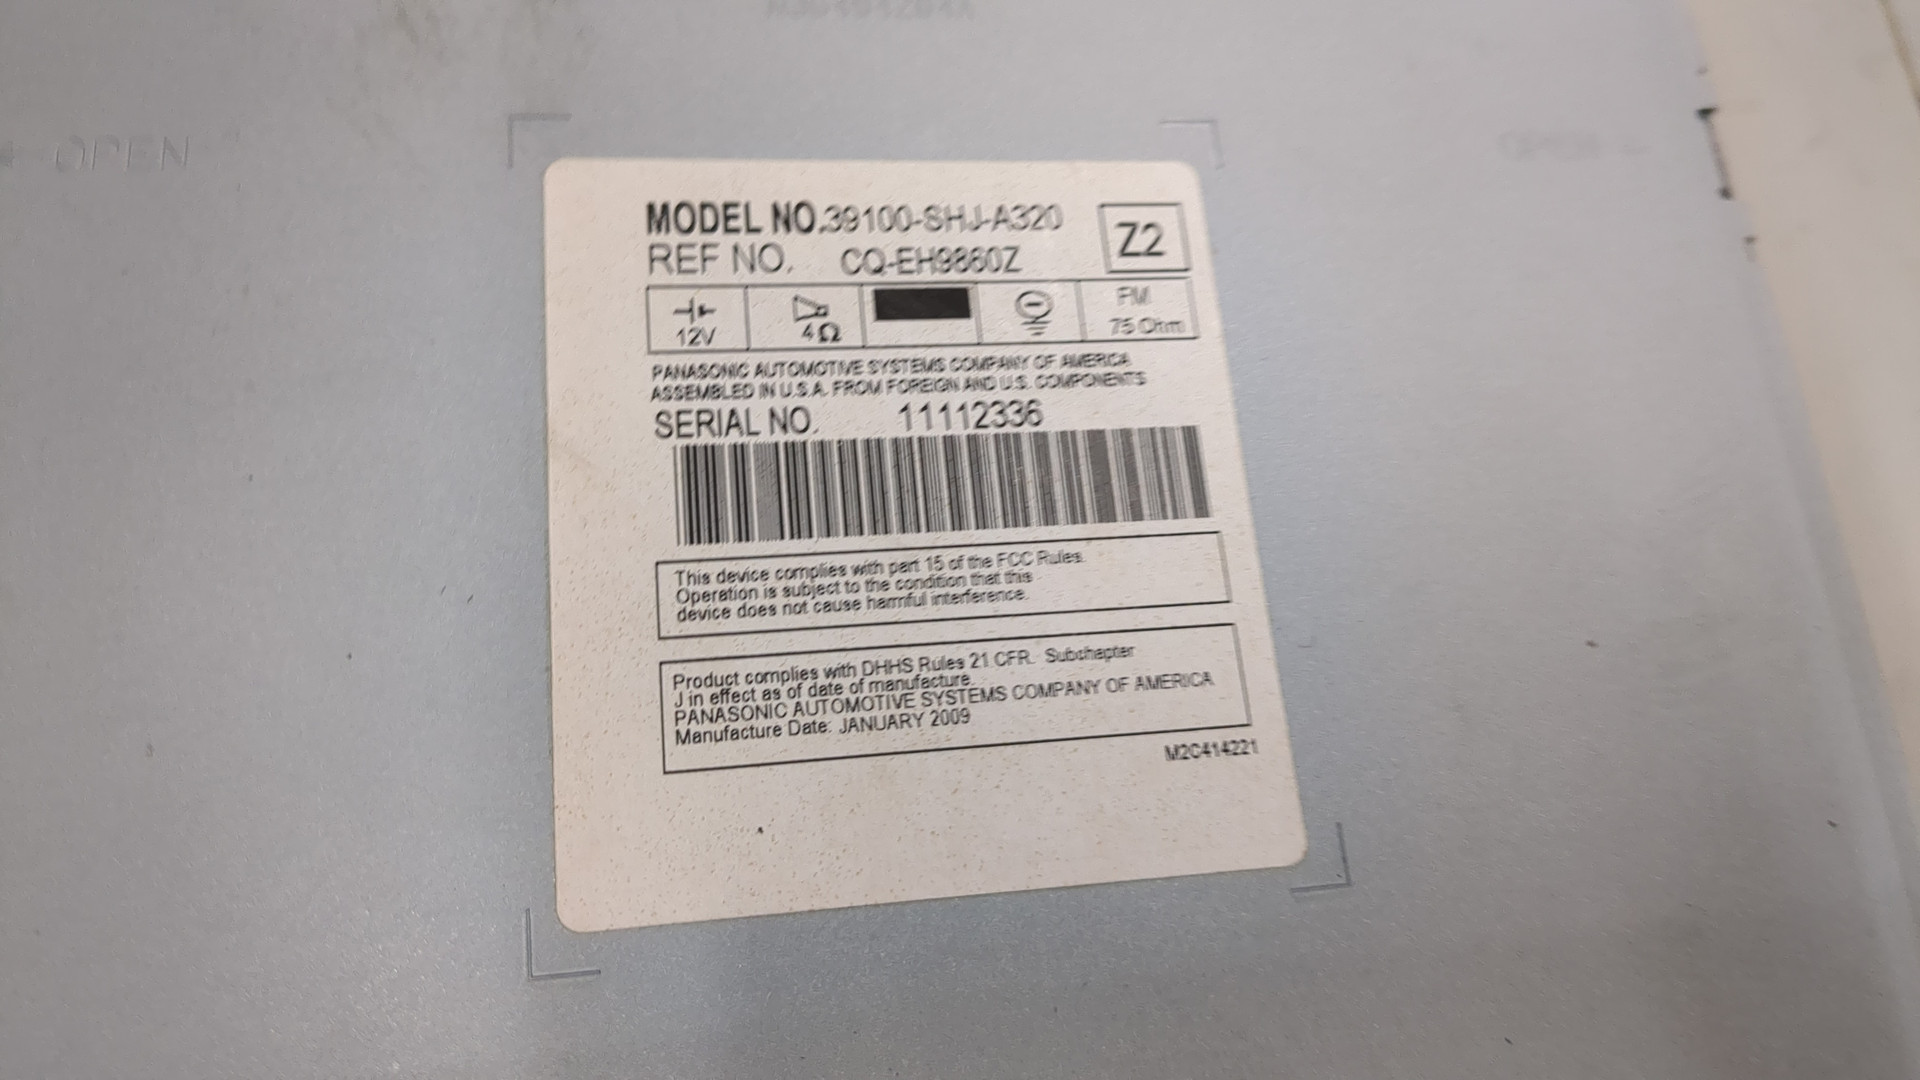 OPEN
MODEL NO.39100-SHJ-A320
Z2
REF NO. CQ-EH9860Z
12V
4Ω
FM
75 Ohm
PANASONIC AUTOMOTIVE SYSTEMS COMPANY OF AMERICA
ASSEMBLED IN U.S.A. FROM FOREIGN AND U.S. COMPONENTS
SERIAL NO. 11112336
This device complies with part 15 of the FCC Rules.
Operation is subject to the condition that this
device does not cause harmful interference.
Product complies with DHHS Rules 21 CFR. Subchapter
J in effect as of date of manufacture.
PANASONIC AUTOMOTIVE SYSTEMS COMPANY OF AMERICA
Manufacture Date: JANUARY 2009
M2C414221